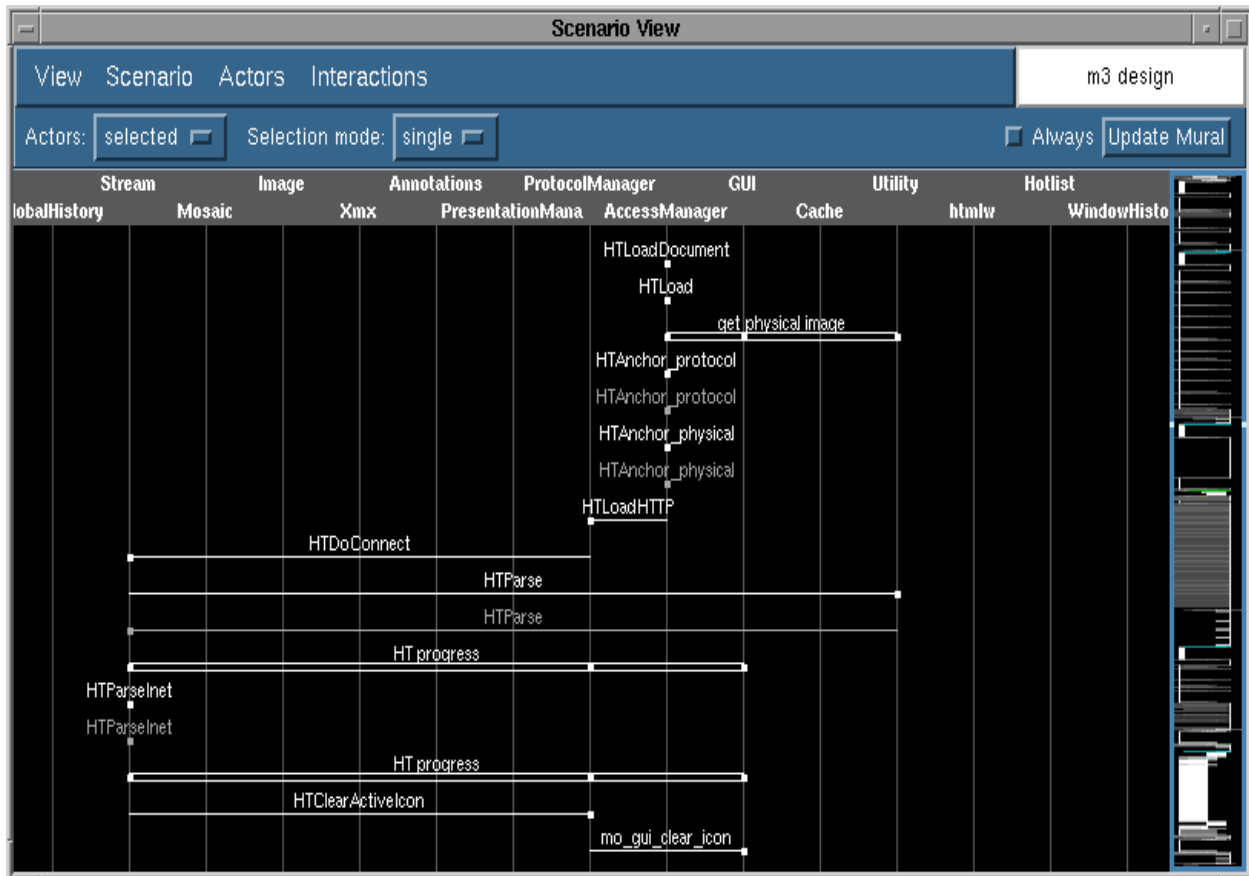 Scenario View
View Scenario Actors Interactions m3 design
Actors: selected Selection mode: single Always Update Mural
Stream Image Annotations ProtocolManager GUI Utility Hotlist
lobalHistory Mosaic Xmx PresentationMana AccessManager Cache htmlw WindowHisto
HTLoadDocument
HTLoad
get physical image
HTAnchor_protocol
HTAnchor_protocol
HTAnchor_physical
HTAnchor_physical
HTLoadHTTP
HTDoConnect
HTParse
HTParse
HT progress
HTParseInet
HTParseInet
HT progress
HTClearActiveIcon
mo_gui_clear_icon